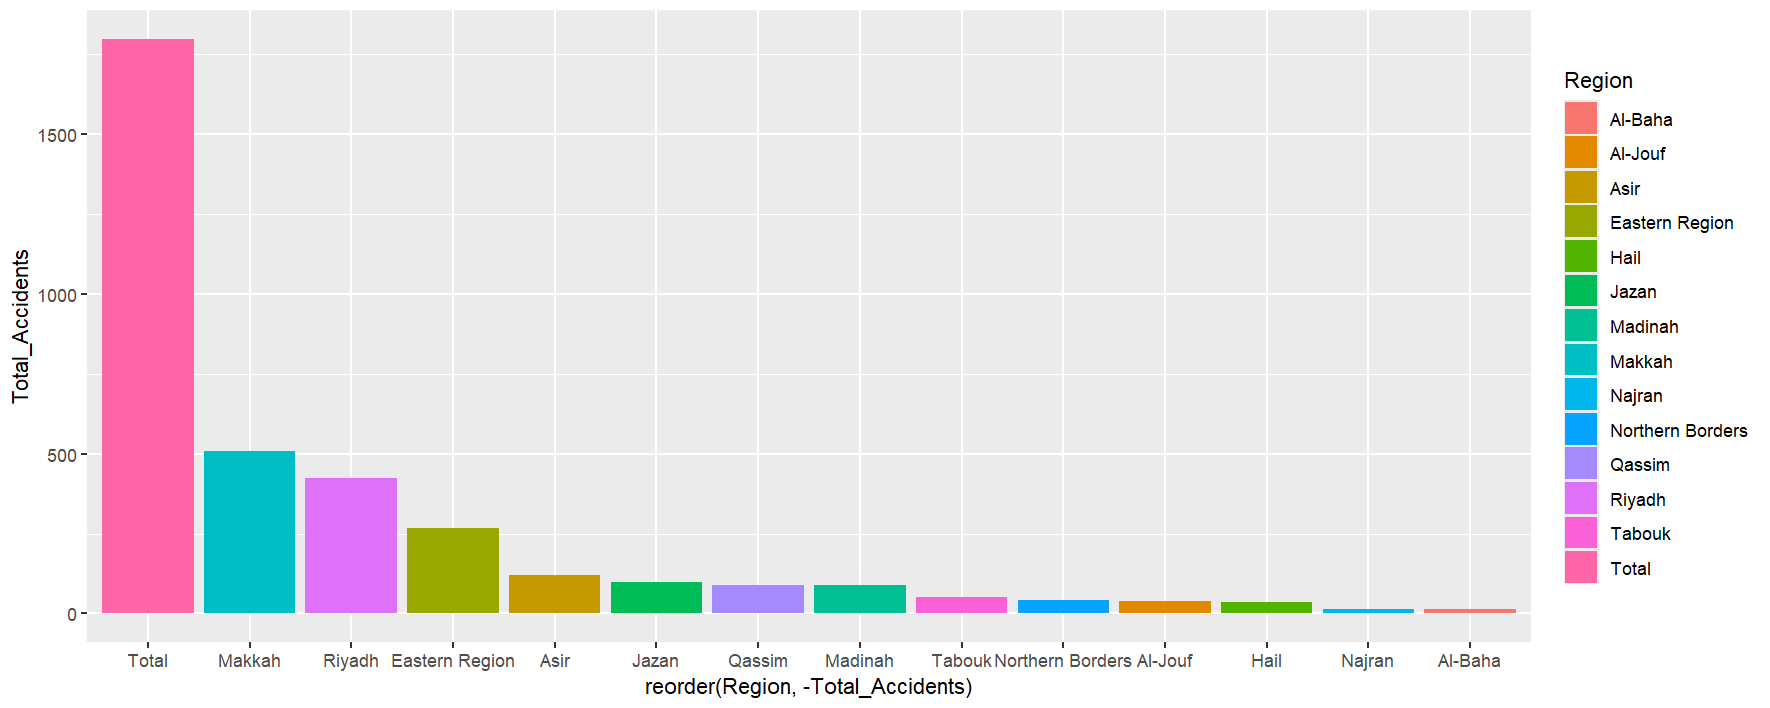 Total_Accidents
1500
1000
500
0
Total Makkah Riyadh Eastern Region Asir Jazan Qassim Madinah Tabouk Northern Borders Al-Jouf Hail Najran Al-Baha
reorder(Region, -Total_Accidents)
Region
Al-Baha
Al-Jouf
Asir
Eastern Region
Hail
Jazan
Madinah
Makkah
Najran
Northern Borders
Qassim
Riyadh
Tabouk
Total